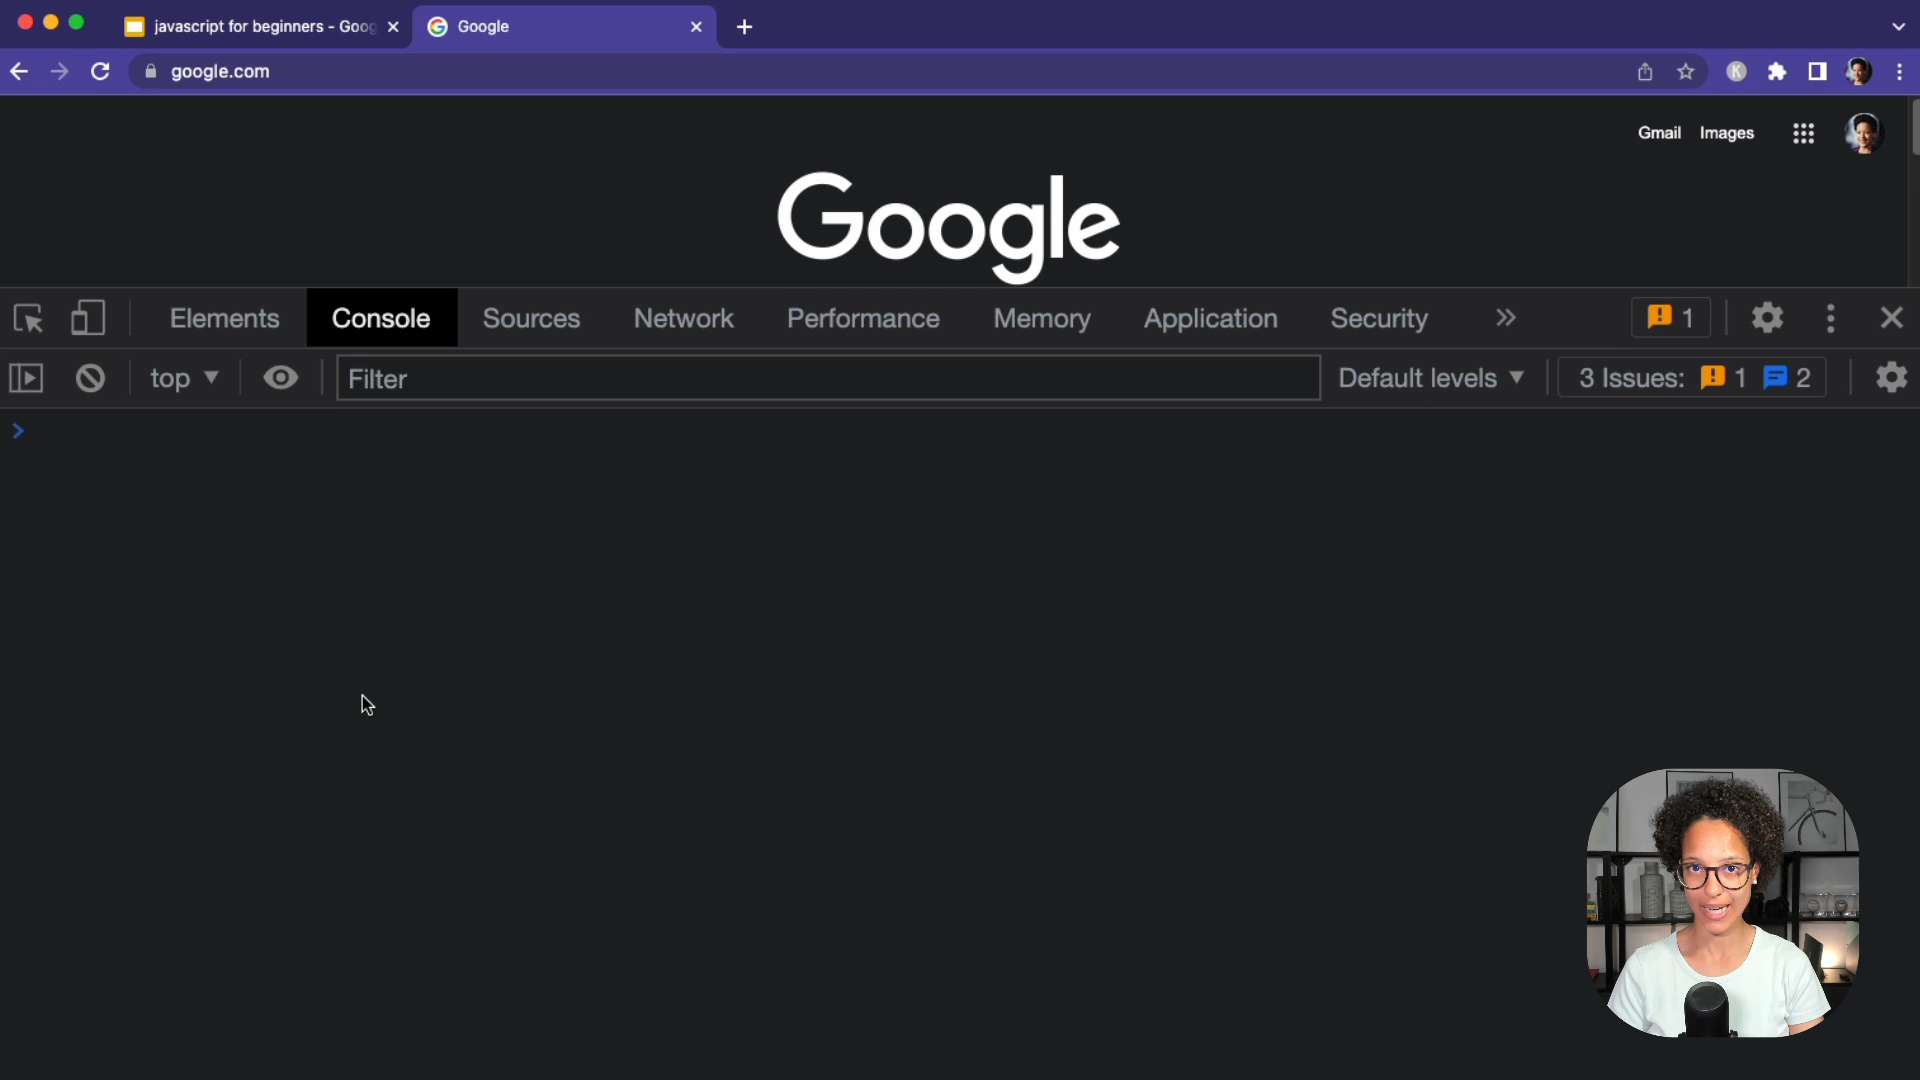 javascript for beginners - Goog
Google
google.com
K
Gmail Images
Google
Elements Console Sources Network Performance Memory Application Security » 1
top Filter Default levels 3 Issues: 1 2